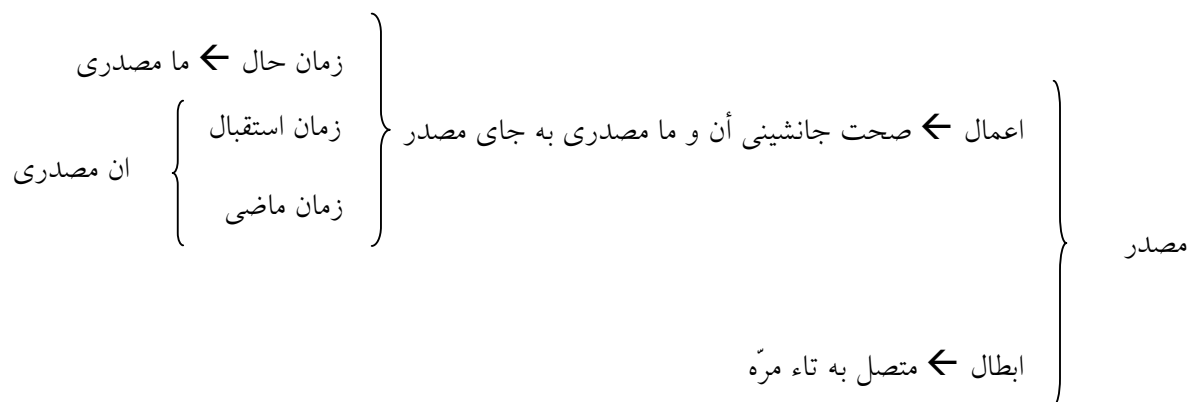 مصدر
اعمال ← صحت جانشینی أن و ما مصدری به جای مصدر
زمان حال ← ما مصدری
زمان استقبال
زمان ماضی
ان مصدری
ابطال ← متصل به تاء مرّه